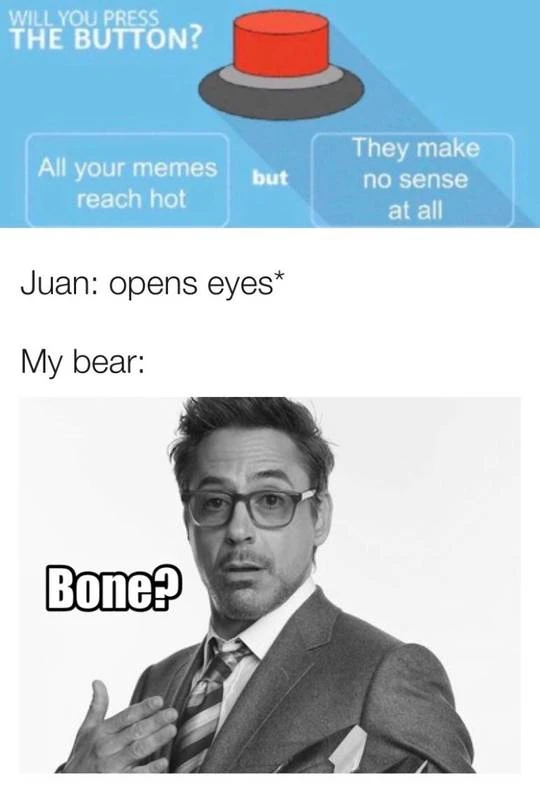 WILL YOU PRESS
THE BUTTON?
All your memes
reach hot
but
They make
no sense
at all
Juan: opens eyes*
My bear:
Bone?